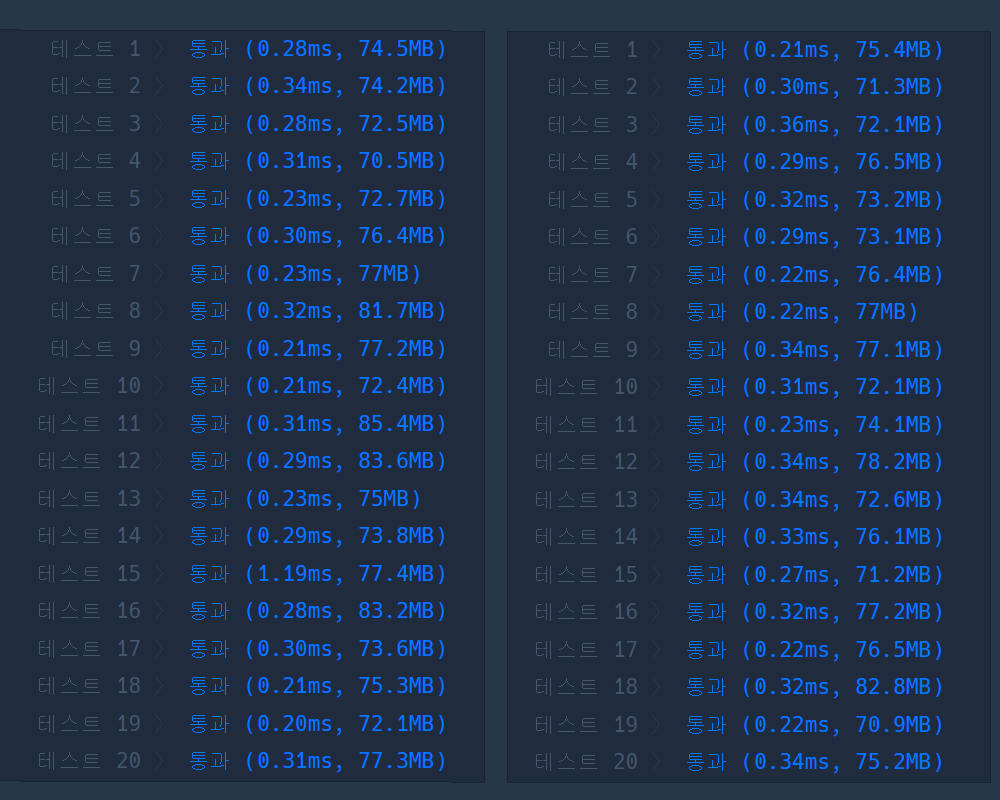 테스트 1 〉 통과 (0.28ms, 74.5MB)
테스트 2 〉 통과 (0.34ms, 74.2MB)
테스트 3 〉 통과 (0.28ms, 72.5MB)
테스트 4 〉 통과 (0.31ms, 70.5MB)
테스트 5 〉 통과 (0.23ms, 72.7MB)
테스트 6 〉 통과 (0.30ms, 76.4MB)
테스트 7 〉 통과 (0.23ms, 77MB)
테스트 8 〉 통과 (0.32ms, 81.7MB)
테스트 9 〉 통과 (0.21ms, 77.2MB)
테스트 10 〉 통과 (0.21ms, 72.4MB)
테스트 11 〉 통과 (0.31ms, 85.4MB)
테스트 12 〉 통과 (0.29ms, 83.6MB)
테스트 13 〉 통과 (0.23ms, 75MB)
테스트 14 〉 통과 (0.29ms, 73.8MB)
테스트 15 〉 통과 (1.19ms, 77.4MB)
테스트 16 〉 통과 (0.28ms, 83.2MB)
테스트 17 〉 통과 (0.30ms, 73.6MB)
테스트 18 〉 통과 (0.21ms, 75.3MB)
테스트 19 〉 통과 (0.20ms, 72.1MB)
테스트 20 〉 통과 (0.31ms, 77.3MB)
테스트 1 〉 통과 (0.21ms, 75.4MB)
테스트 2 〉 통과 (0.30ms, 71.3MB)
테스트 3 〉 통과 (0.36ms, 72.1MB)
테스트 4 〉 통과 (0.29ms, 76.5MB)
테스트 5 〉 통과 (0.32ms, 73.2MB)
테스트 6 〉 통과 (0.29ms, 73.1MB)
테스트 7 〉 통과 (0.22ms, 76.4MB)
테스트 8 〉 통과 (0.22ms, 77MB)
테스트 9 〉 통과 (0.34ms, 77.1MB)
테스트 10 〉 통과 (0.31ms, 72.1MB)
테스트 11 〉 통과 (0.23ms, 74.1MB)
테스트 12 〉 통과 (0.34ms, 78.2MB)
테스트 13 〉 통과 (0.34ms, 72.6MB)
테스트 14 〉 통과 (0.33ms, 76.1MB)
테스트 15 〉 통과 (0.27ms, 71.2MB)
테스트 16 〉 통과 (0.32ms, 77.2MB)
테스트 17 〉 통과 (0.22ms, 76.5MB)
테스트 18 〉 통과 (0.32ms, 82.8MB)
테스트 19 〉 통과 (0.22ms, 70.9MB)
테스트 20 〉 통과 (0.34ms, 75.2MB)